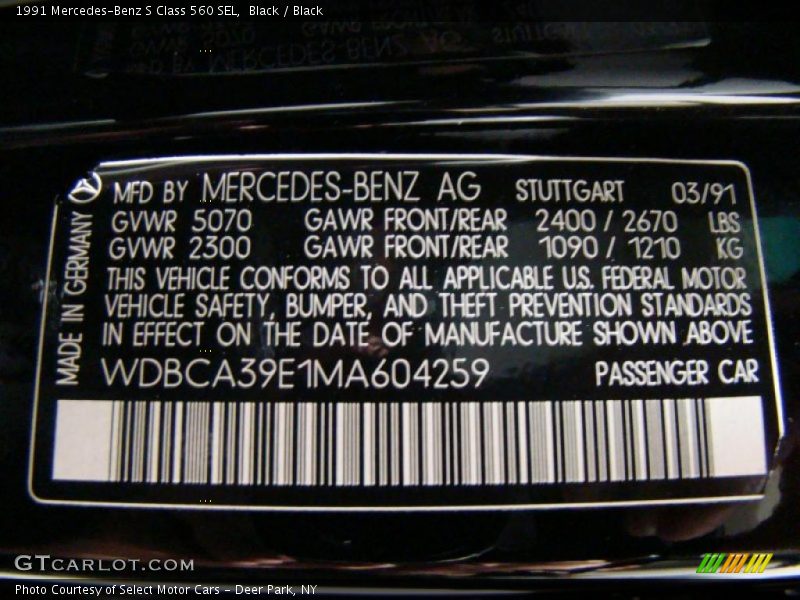 1991 Mercedes-Benz S Class 560 SEL,  Black / Black
MFD BY MERCEDES-BENZ AG STUTTGART 03/91
GVWR 5070 GAWR FRONT/REAR 2400 / 2670 LBS
GVWR 2300 GAWR FRONT/REAR 1090 / 1210 KG
THIS VEHICLE CONFORMS TO ALL APPLICABLE U.S. FEDERAL MOTOR
VEHICLE SAFETY, BUMPER, AND THEFT PREVENTION STANDARDS
IN EFFECT ON THE DATE OF MANUFACTURE SHOWN ABOVE
WDBCA39E1MA604259 PASSENGER CAR
MADE IN GERMANY
GTCARLOT.COM
Photo Courtesy of Select Motor Cars - Deer Park, NY